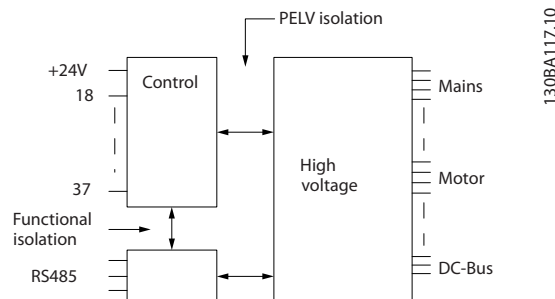 PELV isolation
130BA117.10
+24V
Control
Mains
18
High
voltage
Motor
37
Functional
isolation
DC-Bus
RS485